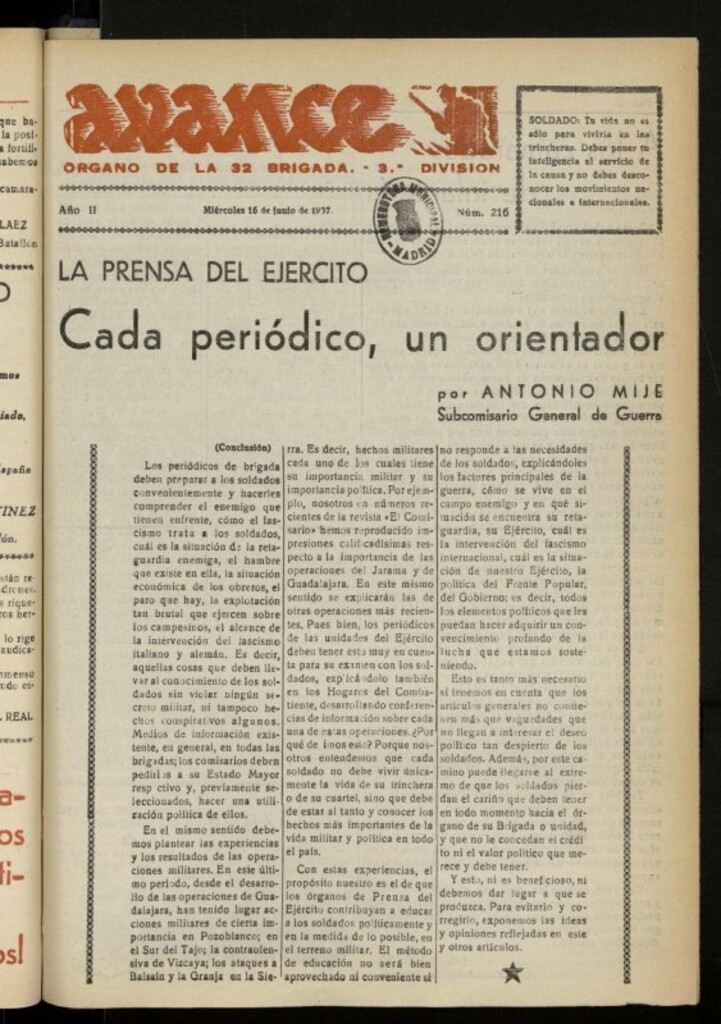 avance
ORGANO DE LA 32 BRIGADA. - 3.ª DIVISION
Año II
Miércoles 16 de junio de 1937
Núm. 216
HEMEROTECA MUNICIPAL
MADRID
SOLDADO: Tu vida no es
sólo para vivirla en las
trincheras. Debes poner tu
inteligencia al servicio de
la causa y no debes desco-
nocer los movimientos na-
cionales e internacionales.
LA PRENSA DEL EJERCITO
Cada periódico, un orientador
por ANTONIO MIJE
Subcomisario General de Guerra
(Conclusión)
Los periódicos de brigada
deben preparar a los soldados
convenientemente y hacerles
comprender el enemigo que
tienen enfrente, cómo el fas-
cismo trata a los soldados,
cuál es la situación de la reta-
guardia enemiga, el hambre
que existe en ella, la situación
económica de los obreros, el
paro que hay, la explotación
tan brutal que ejercen sobre
los campesinos, el alcance de
la intervención del fascismo
italiano y alemán. Es decir,
aquellas cosas que deben lle-
var al conocimiento de los sol-
dados sin violar ningún se-
creto militar, ni tampoco he-
chos conspirativos algunos.
Medios de información exis-
tente, en general, en todas las
brigadas; los comisarios deben
pedirlos a su Estado Mayor
resp ctivo y, previamente se-
leccionados, hacer una utili-
zación política de ellos.
En el mismo sentido debe-
mos plantear las experiencias
y los resultados de las opera-
ciones militares. En este últi-
mo período, desde el desarro-
llo de las operaciones de Gua-
dalajara, han tenido lugar ac-
ciones militares de cierta im-
portancia en Pozoblanco; en
el Sur del Tajo; la contraofen-
siva de Vizcaya; los ataques a
Balsaín y la Granja en la Sie-
rra. Es decir, hechos militares
cada uno de los cuales tiene
su importancia militar y su
importancia política. Por ejem-
plo, nosotros en números re-
cientes de la revista «El Comi-
sario» hemos reproducido im-
presiones calificadísimas res-
pecto a la importancia de las
operaciones del Jarama y de
Guadalajara. En este mismo
sentido se explicarán las de
otras operaciones más recien-
tes. Pues bien, los periódicos
de las unidades del Ejército
deben tener esto muy en cuen-
ta para su examen con los sol-
dados, explicándolo también
en los Hogares del Comba-
tiente, desarrollando conferen-
cias de información sobre cada
una de estas operaciones. ¿Por
qué decimos esto? Porque nos-
otros entendemos que cada
soldado no debe vivir única-
mente la vida de su trinchera
o de su cuartel, sino que debe
de estar al tanto y conocer los
hechos más importantes de la
vida militar y política en todo
el país.
Con estas experiencias, el
propósito nuestro es el de que
los órganos de Prensa del
Ejército contribuyan a educar
a los soldados políticamente y
en la medida de lo posible, en
el terreno militar. El método
de educación no será bien
aprovechado ni conveniente si
no responde a las necesidades
de los soldados, explicándoles
los factores principales de la
guerra, cómo se vive en el
campo enemigo y en qué si-
tuación se encuentra su reta-
guardia, su Ejército, cuál es
la intervención del fascismo
internacional, cuál es la situa-
ción de nuestro Ejército, la
política del Frente Popular,
del Gobierno; es decir, todos
los elementos políticos que les
puedan hacer adquirir un con-
vencimiento profundo de la
lucha que estamos soste-
niendo.
Esto es tanto más necesario
si tenemos en cuenta que los
artículos generales no contie-
nen más que vaguedades que
no llegan a interesar el deseo
político tan despierto de los
soldados. Además, por este ca-
mino puede llegarse al extre-
mo de que los soldados pier-
dan el cariño que deben tener
en todo momento hacia el ór-
gano de su Brigada o unidad,
y que no le concedan el crédi-
to ni el valor político que me-
rece y debe tener.
Y esto, ni es beneficioso, ni
debemos dar lugar a que se
produzca. Para evitarlo y co-
rregirlo, exponemos las ideas
y opiniones reflejadas en este
y otros artículos.